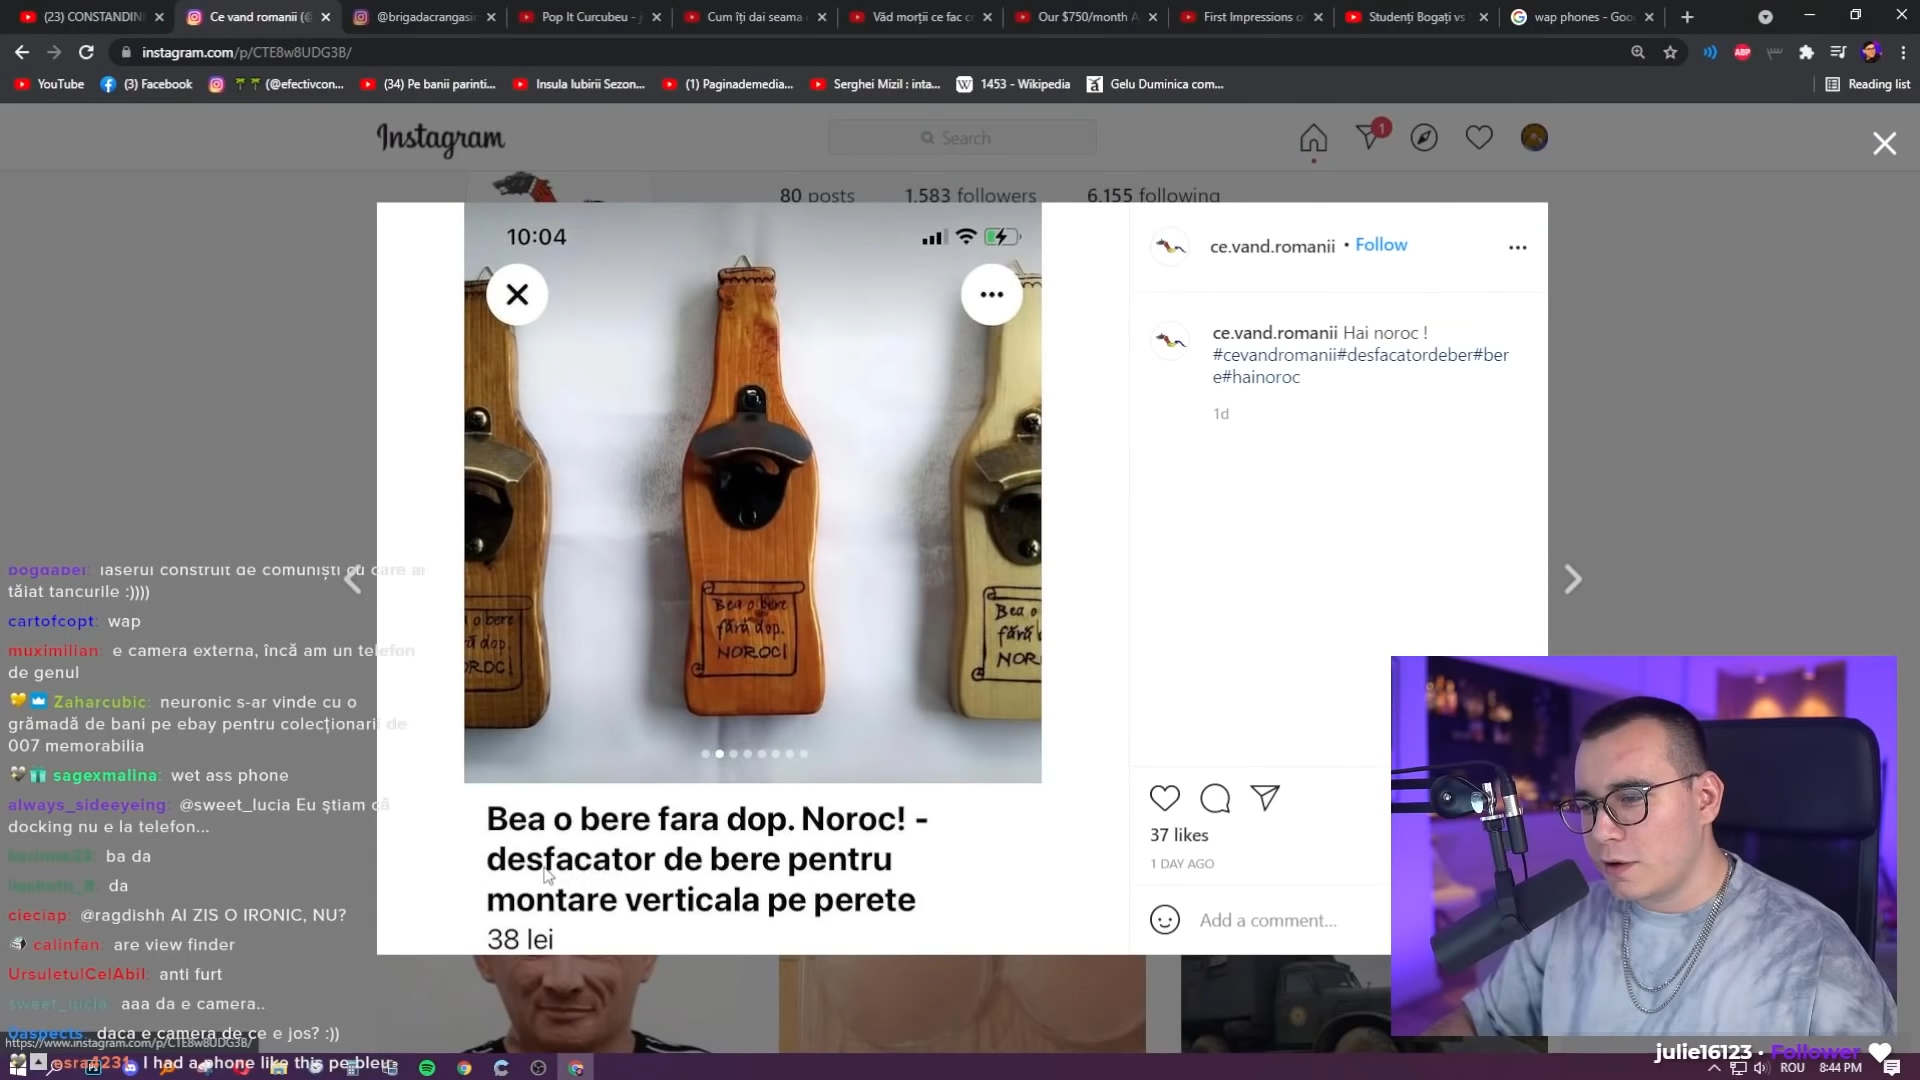 (23) CONSTANDIN
Ce vand romanii (@
@brigadacrangasi
Pop It Curcubeu - j
Cum îți dai seama
Văd morții ce fac c
Our $750/month A
First Impressions o
Studenți Bogați vs
wap phones - Goo
instagram.com/p/CTE8w8UDG3B/
ABP
YouTube
(3) Facebook
(@efectivcon...
(34) Pe banii parinti...
Insula Iubirii Sezon...
(1) Paginademedia...
Serghei Mizil : inta...
1453 - Wikipedia
Gelu Duminica com...
Reading list
Instagram
Search
1
80 posts
1,583 followers
6,155 following
10:04
Bea o bere
fără dop.
NOROC!
Bea o bere fara dop. Noroc! -
desfacator de bere pentru
montare verticala pe perete
38 lei
ce.vand.romanii • Follow
ce.vand.romanii Hai noroc !
#cevandromanii#desfacatordeber#ber
e#hainoroc
1d
37 likes
1 DAY AGO
Add a comment...
bogdabel: laserul construit de comuniști cu care ai
tăiat tancurile :))))
cartofcopt: wap
muximilian: e camera externa, încă am un telefon
de genul
Zaharcubic: neuronic s-ar vinde cu o
grămadă de bani pe ebay pentru colecționarii de
007 memorabilia
sagexmalina: wet ass phone
always_sideeyeing: @sweet_lucia Eu știam că
docking nu e la telefon...
ba da
da
cieciap: @ragdishh AI ZIS O IRONIC, NU?
caiinfan: are view finder
UrsuletulCelAbil: anti furt
sweet_lucia: aaa da e camera..
0aspects: daca e camera de ce e jos? :))
https://www.instagram.com/p/CTE8w8UDG3B/
I had a phone like this pe bleu
julie16123 • Follower
ROU
8:44 PM